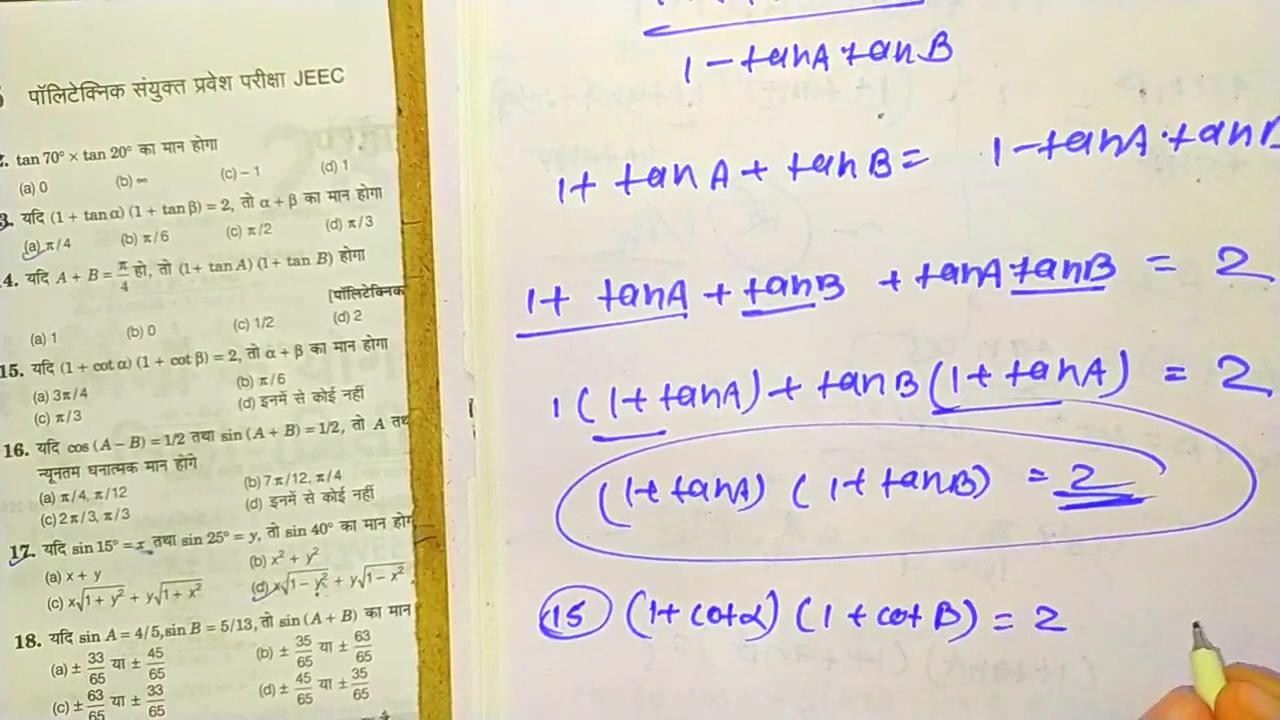 पॉलिटेक्निक संयुक्त प्रवेश परीक्षा JEEC
tan 70° × tan 20° का मान होगा
(a) 0 (b) ∞ (c) – 1 (d) 1
3. यदि (1 + tan α) (1 + tan β) = 2, तो α + β का मान होगा
(a) π/4 (b) π/6 (c) π/2 (d) π/3
4. यदि A + B = π/4 हो, तो (1 + tan A) (1 + tan B) होगा
[पॉलिटेक्निक
(a) 1 (b) 0 (c) 1/2 (d) 2
15. यदि (1 + cot α) (1 + cot β) = 2, तो α + β का मान होगा
(a) 3π/4 (b) π/6
(c) π/3 (d) इनमें से कोई नहीं
16. यदि cos (A – B) = 1/2 तथा sin (A + B) = 1/2, तो A तथ
न्यूनतम घनात्मक मान होंगे
(a) π/4, π/12 (b) 7π/12, π/4
(c) 2π/3, π/3 (d) इनमें से कोई नहीं
17. यदि sin 15° = x तथा sin 25° = y, तो sin 40° का मान होग
(a) x + y (b) x² + y²
(c) x√1 + y² + y√1 + x² (d) x√1 – y² + y√1 – x²
18. यदि sin A = 4/5, sin B = 5/13, तो sin (A + B) का मान
(a) ± 33/65 या ± 45/65 (b) ± 35/65 या ± 63/65
(c) ± 63/65 या ± 33/65 (d) ± 45/65 या ± 35/65
1 - tanA tanB
1 + tanA + tanB = 1 - tanA · tanB
1 + tanA + tanB + tanA tanB = 2
1 (1 + tanA) + tanB (1 + tanA) = 2
(1 + tanA) (1 + tanB) = 2
15 (1 + cotα) (1 + cot B) = 2